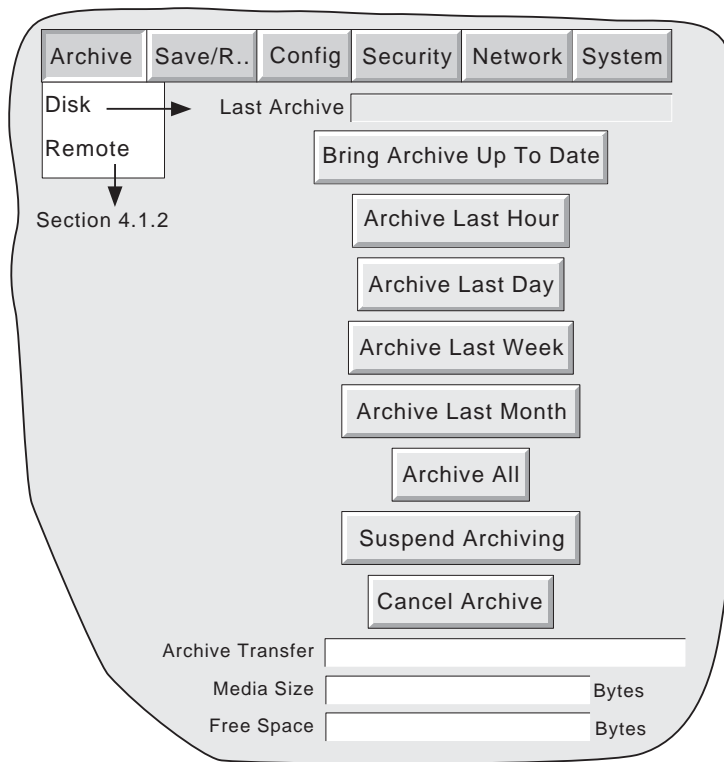 Archive Save/R.. Config Security Network System
Disk Last Archive
Remote
Bring Archive Up To Date
Section 4.1.2
Archive Last Hour
Archive Last Day
Archive Last Week
Archive Last Month
Archive All
Suspend Archiving
Cancel Archive
Archive Transfer
Media Size Bytes
Free Space Bytes